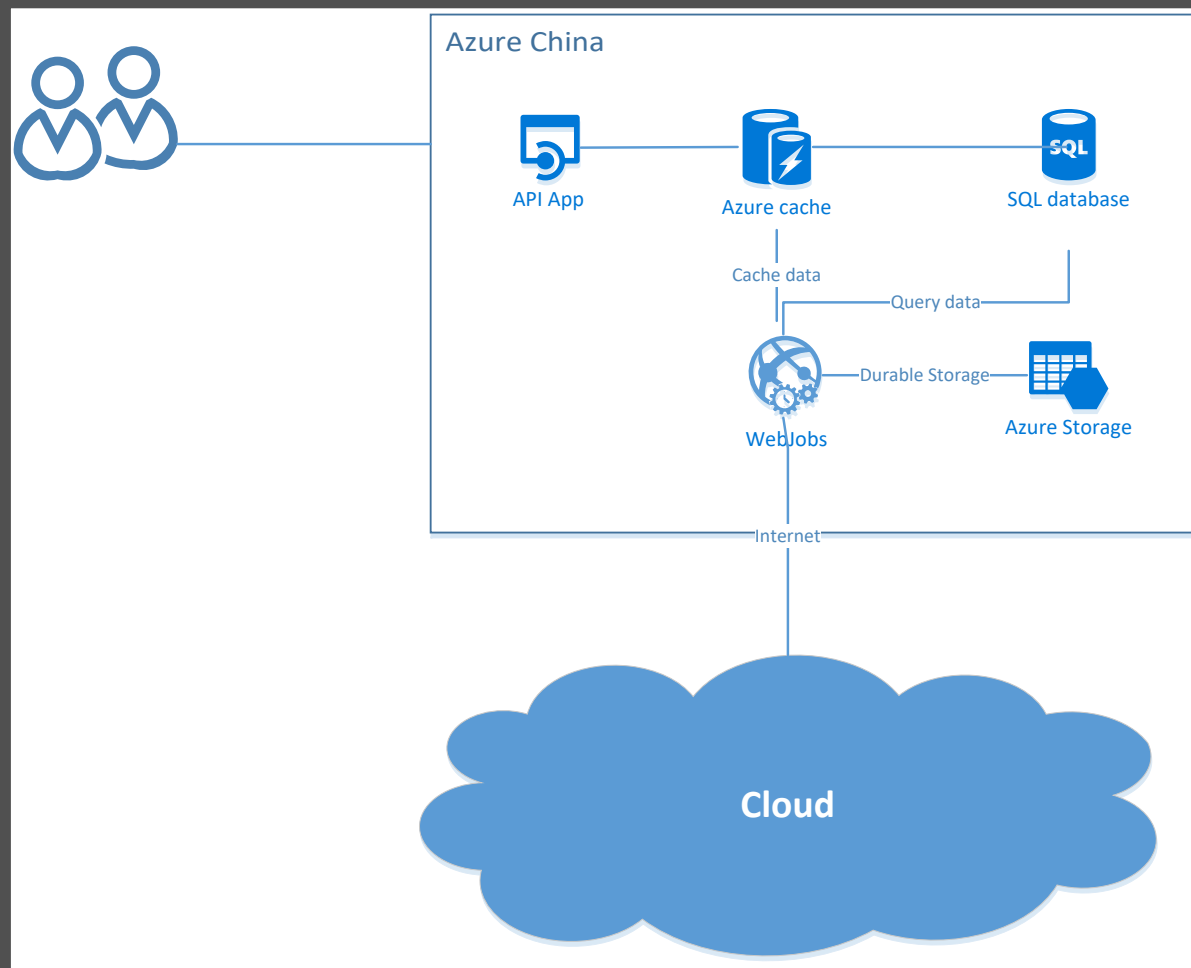 Azure China
SQL
API App
Azure cache
SQL database
Cache data
Query data
Durable Storage
WebJobs
Azure Storage
Internet
Cloud